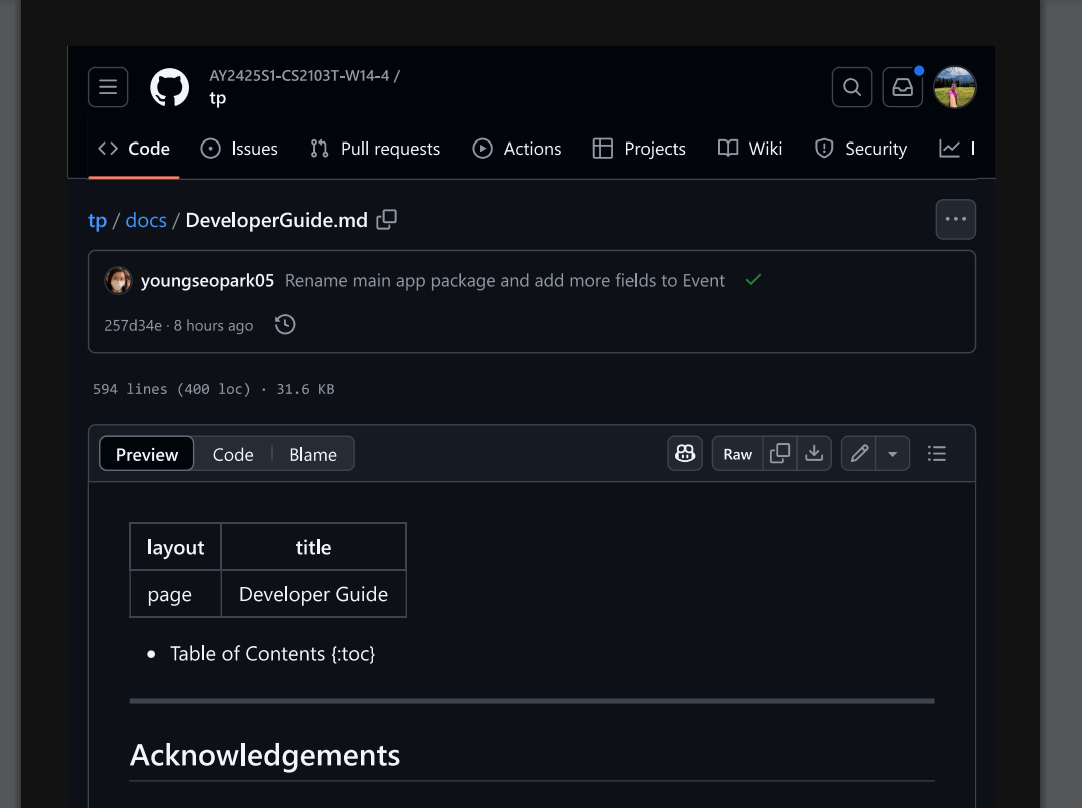 AY2425S1-CS2103T-W14-4 /
tp
Code Issues Pull requests Actions Projects Wiki Security
tp / docs / DeveloperGuide.md
youngseopark05 Rename main app package and add more fields to Event
257d34e · 8 hours ago
594 lines (400 loc) · 31.6 KB
Preview Code Blame Raw
layout title
page Developer Guide
Table of Contents {:toc}
Acknowledgements